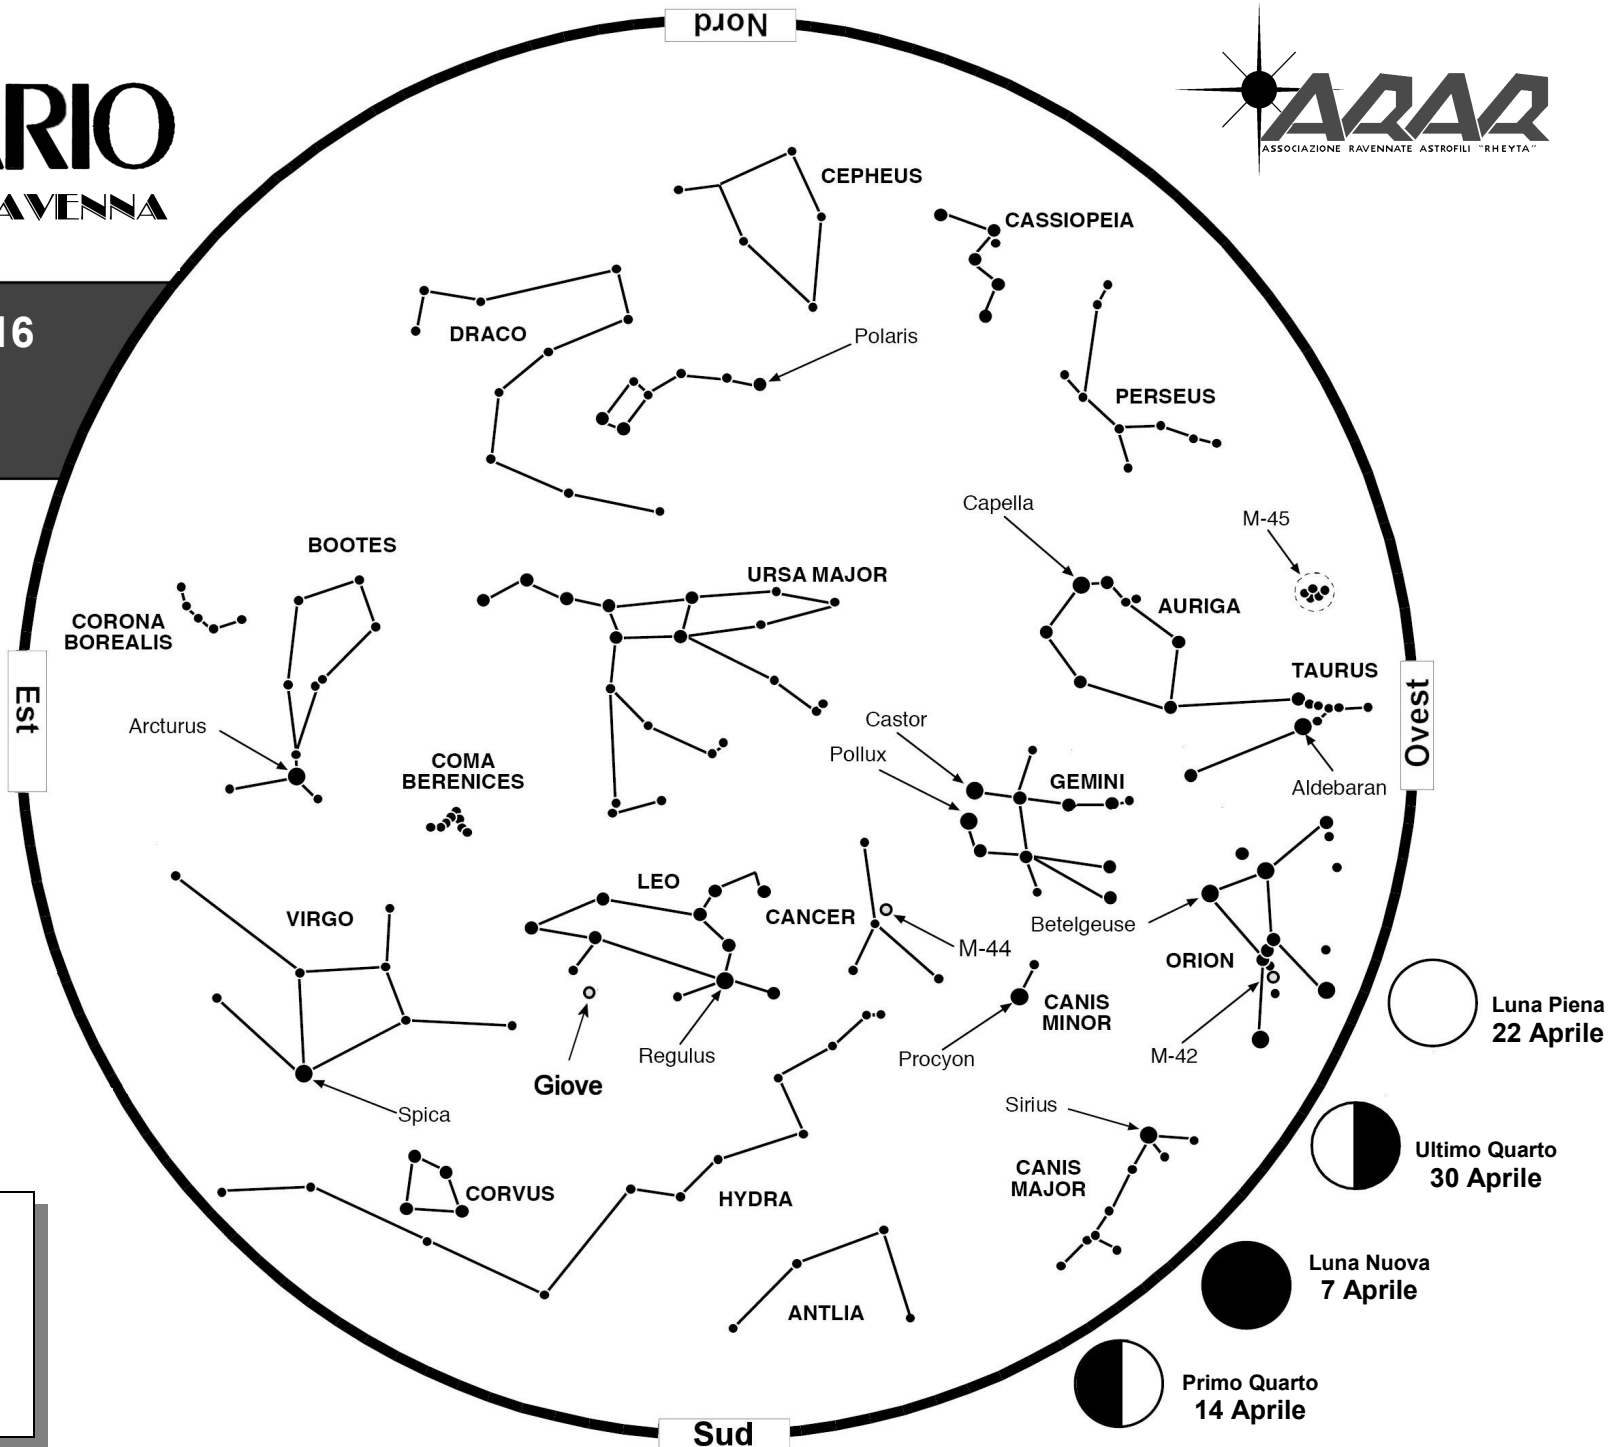 Nord
ARIO
AVENNA
16
ARAR
ASSOCIAZIONE RAVENNATE ASTROFILI "RHEYTA"
CEPHEUS
CASSIOPEIA
DRACO
Polaris
PERSEUS
Capella
M-45
BOOTES
URSA MAJOR
AURIGA
CORONA
BOREALIS
TAURUS
Est
Ovest
Arcturus
Castor
Pollux
COMA
BERENICES
GEMINI
Aldebaran
LEO
VIRGO
CANCER
Betelgeuse
M-44
ORION
CANIS
MINOR
Luna Piena
22 Aprile
Regulus
Procyon
M-42
Giove
Spica
Sirius
Ultimo Quarto
30 Aprile
CANIS
MAJOR
CORVUS
HYDRA
Luna Nuova
7 Aprile
ANTLIA
Primo Quarto
14 Aprile
Sud